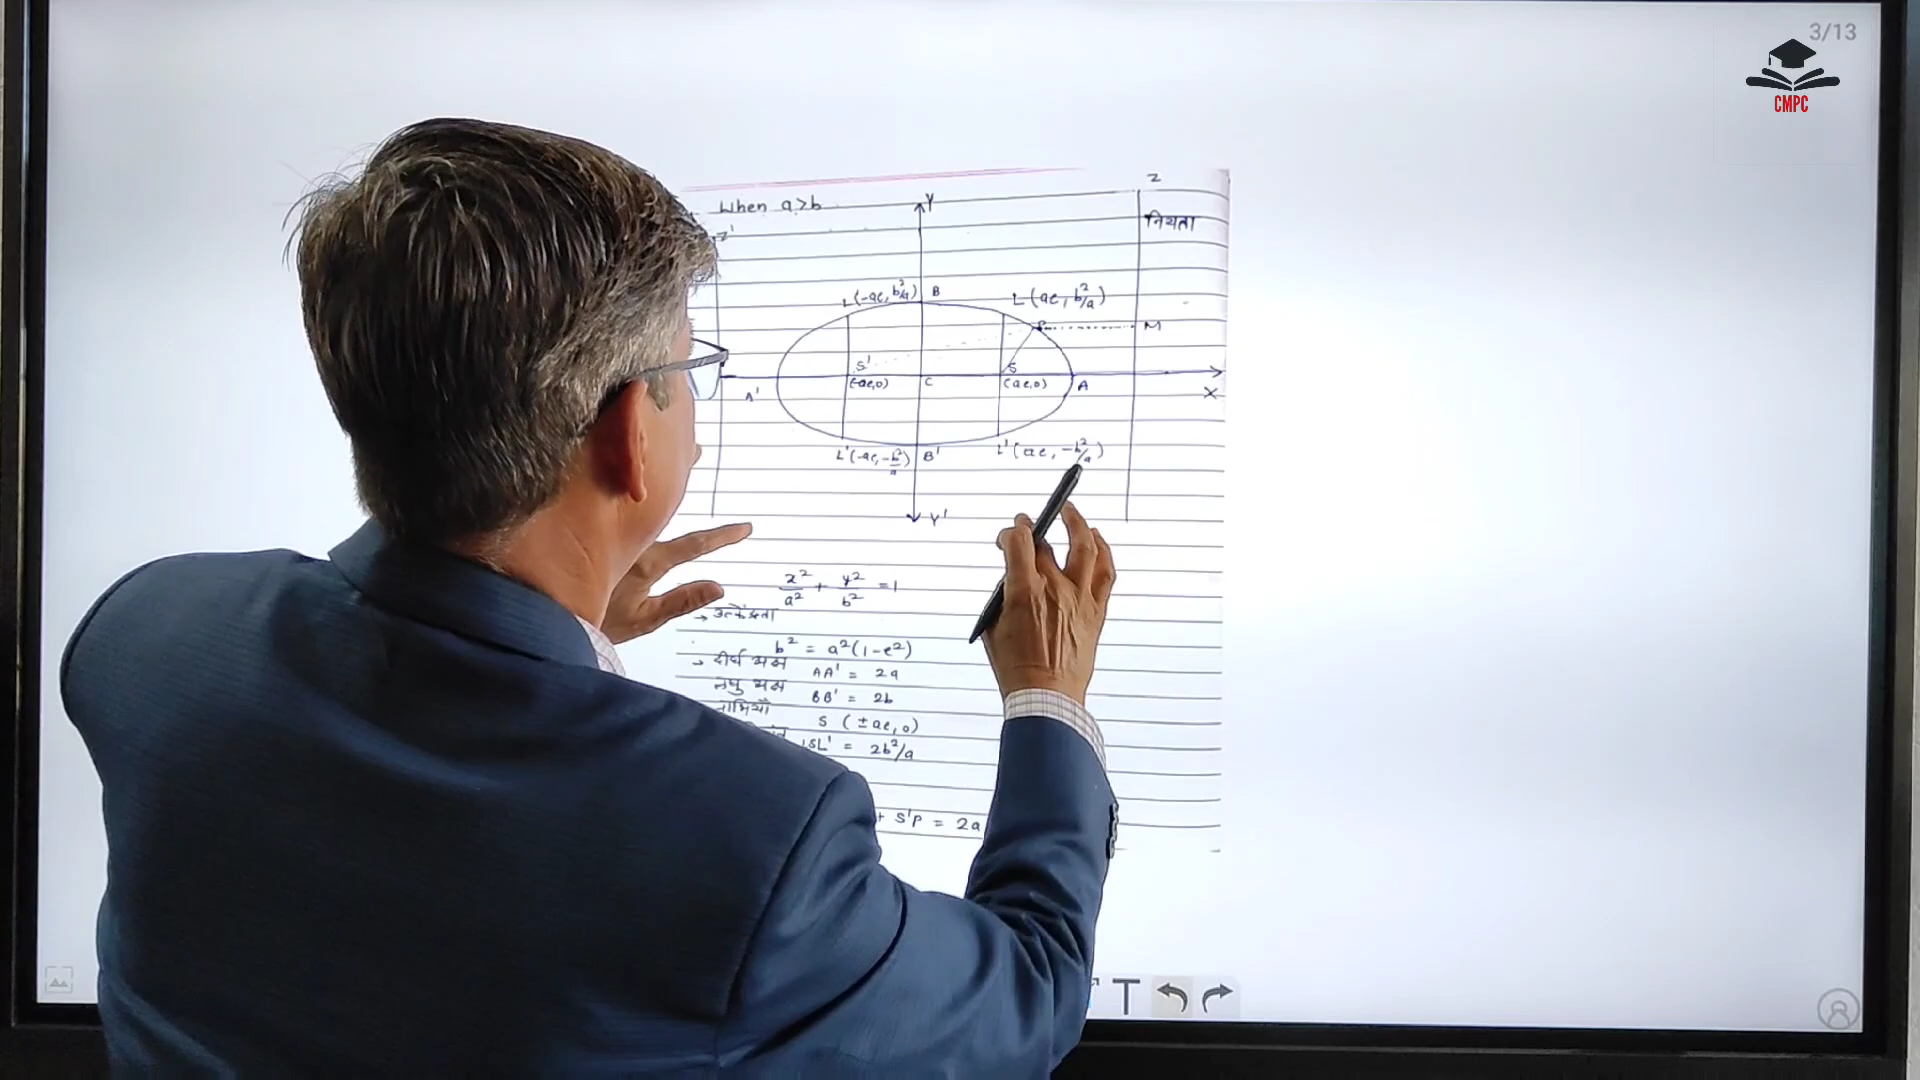 3/13
CMPC
z
When a>b
Y
नियता
z'
L (-ae, b²/a)
B
L (ae, b²/a)
P
M
S'
S
(-ae,0)
C
(ae,0)
A
A'
X
L' (-ae, -b²/a)
B'
L' (ae, -b²/a)
Y'
x²/a² + y²/b² = 1
→ उत्केंद्रता
b² = a²(1-e²)
→ दीर्घ अक्ष AA' = 2a
लघु अक्ष BB' = 2b
नाभियाँ S (±ae, 0)
SL' = 2b²/a
+ S'P = 2a
T